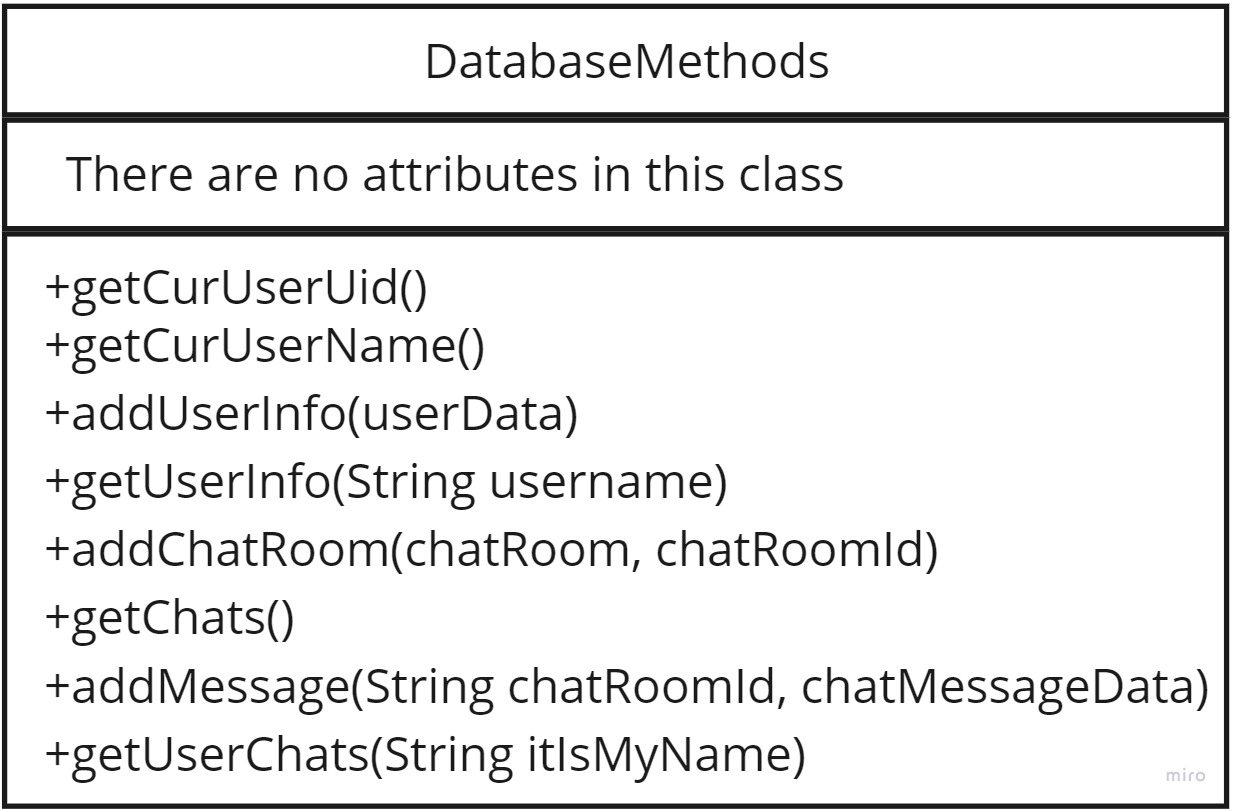 DatabaseMethods
There are no attributes in this class
+getCurUserUid()
+getCurUserName()
+addUserInfo(userData)
+getUserInfo(String username)
+addChatRoom(chatRoom, chatRoomId)
+getChats()
+addMessage(String chatRoomId, chatMessageData)
+getUserChats(String itIsMyName)
miro